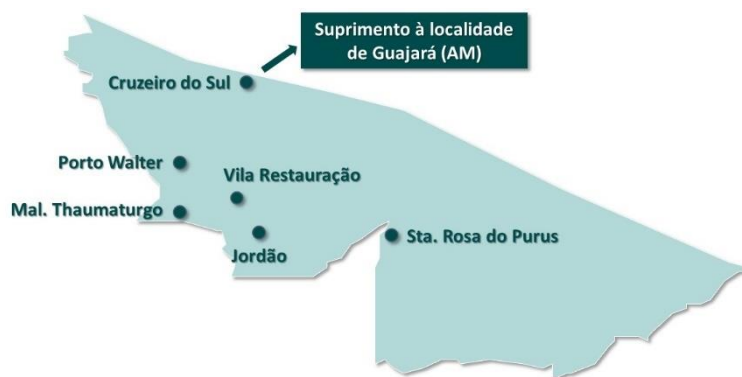 Suprimento à localidade
de Guajará (AM)
Cruzeiro do Sul
Porto Walter
Vila Restauração
Mal. Thaumaturgo
Jordão
Sta. Rosa do Purus